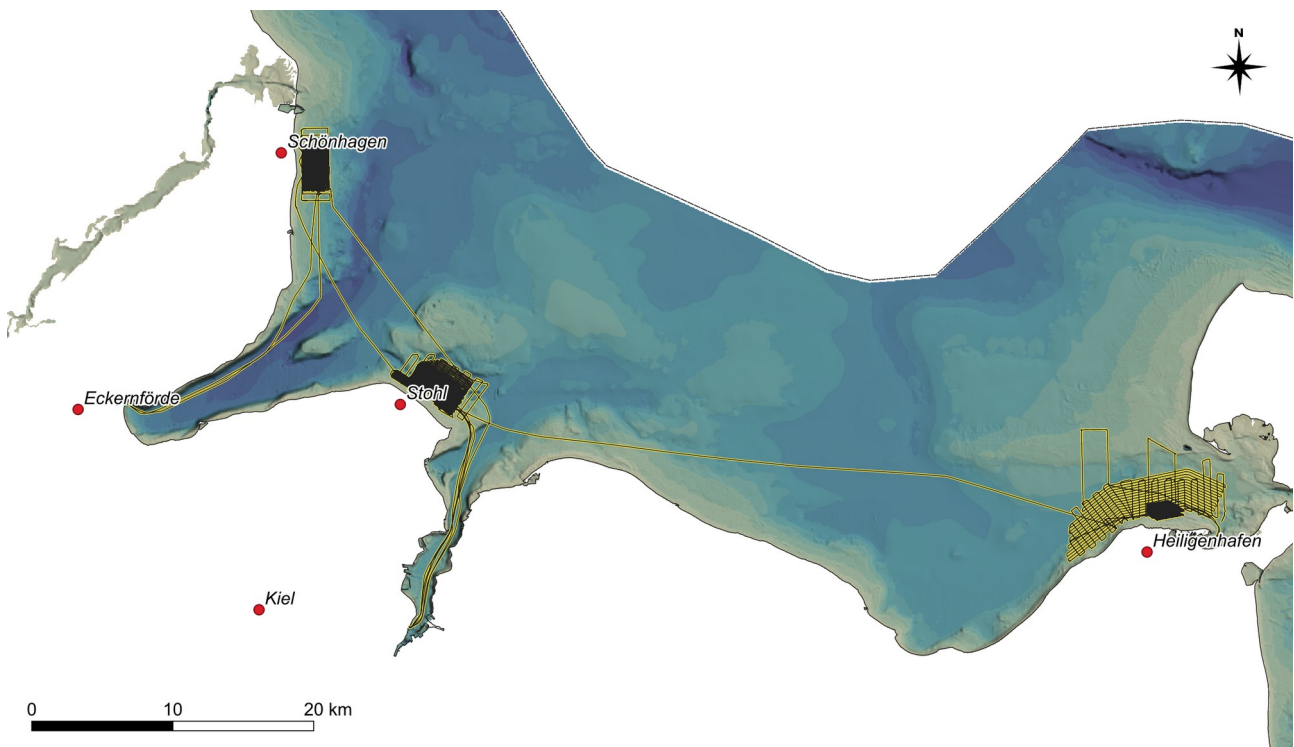 N
Schönhagen
Eckernförde
Stohl
Heiligenhafen
Kiel
0 10 20 km